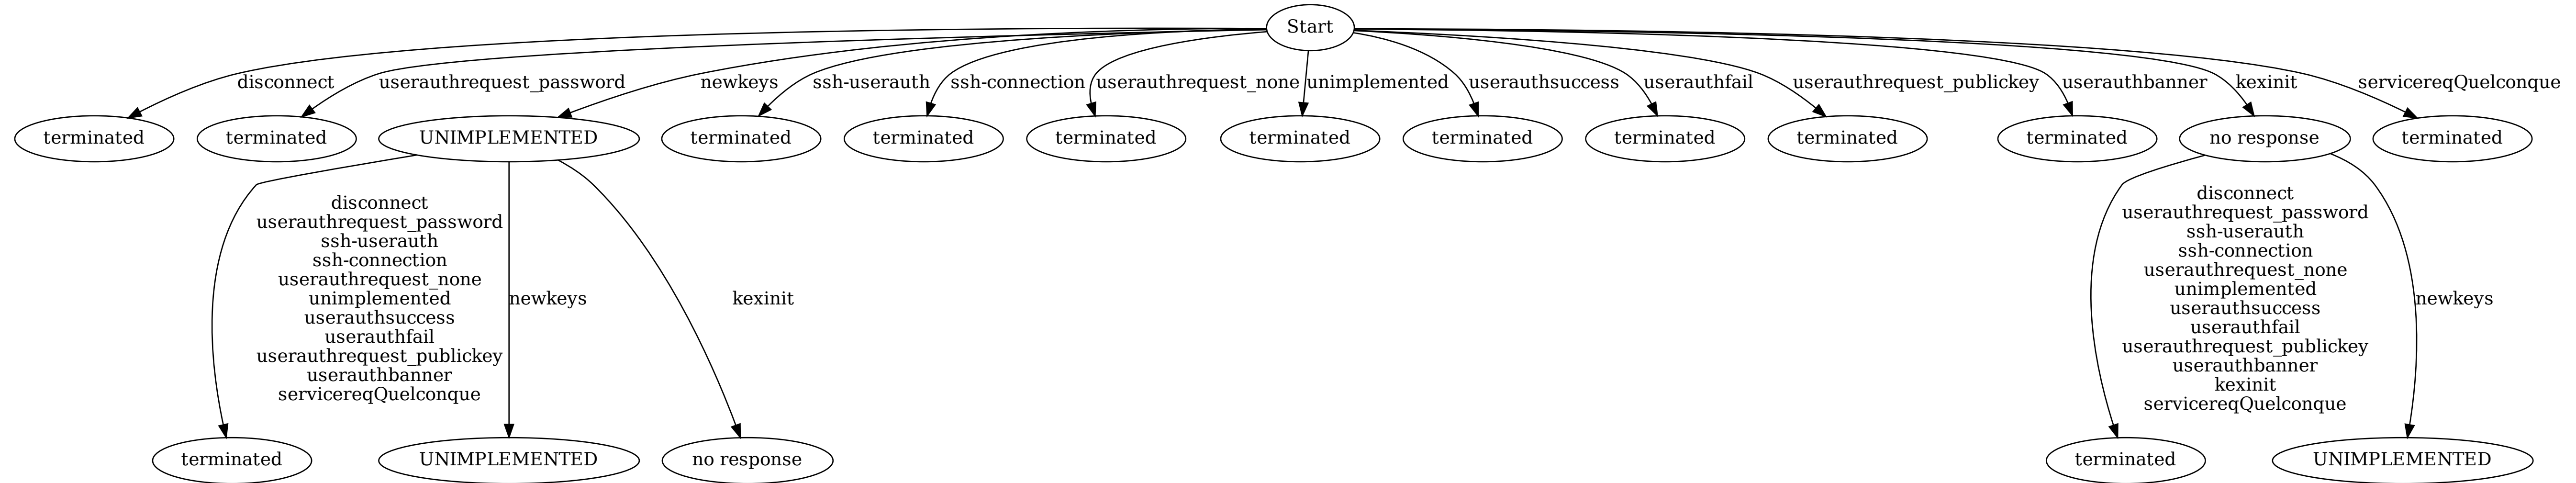 Start
disconnect
userauthrequest_password
newkeys
ssh-userauth
ssh-connection
userauthrequest_none
unimplemented
userauthsuccess
userauthfail
userauthrequest_publickey
userauthbanner
kexinit
servicereqQuelconque
terminated
terminated
UNIMPLEMENTED
terminated
terminated
terminated
terminated
terminated
terminated
terminated
terminated
no response
terminated
disconnect
userauthrequest_password
ssh-userauth
ssh-connection
userauthrequest_none
unimplemented
userauthsuccess
userauthfail
userauthrequest_publickey
userauthbanner
servicereqQuelconque
newkeys
kexinit
disconnect
userauthrequest_password
ssh-userauth
ssh-connection
userauthrequest_none
unimplemented
userauthsuccess
userauthfail
userauthrequest_publickey
userauthbanner
kexinit
servicereqQuelconque
newkeys
terminated
UNIMPLEMENTED
no response
terminated
UNIMPLEMENTED